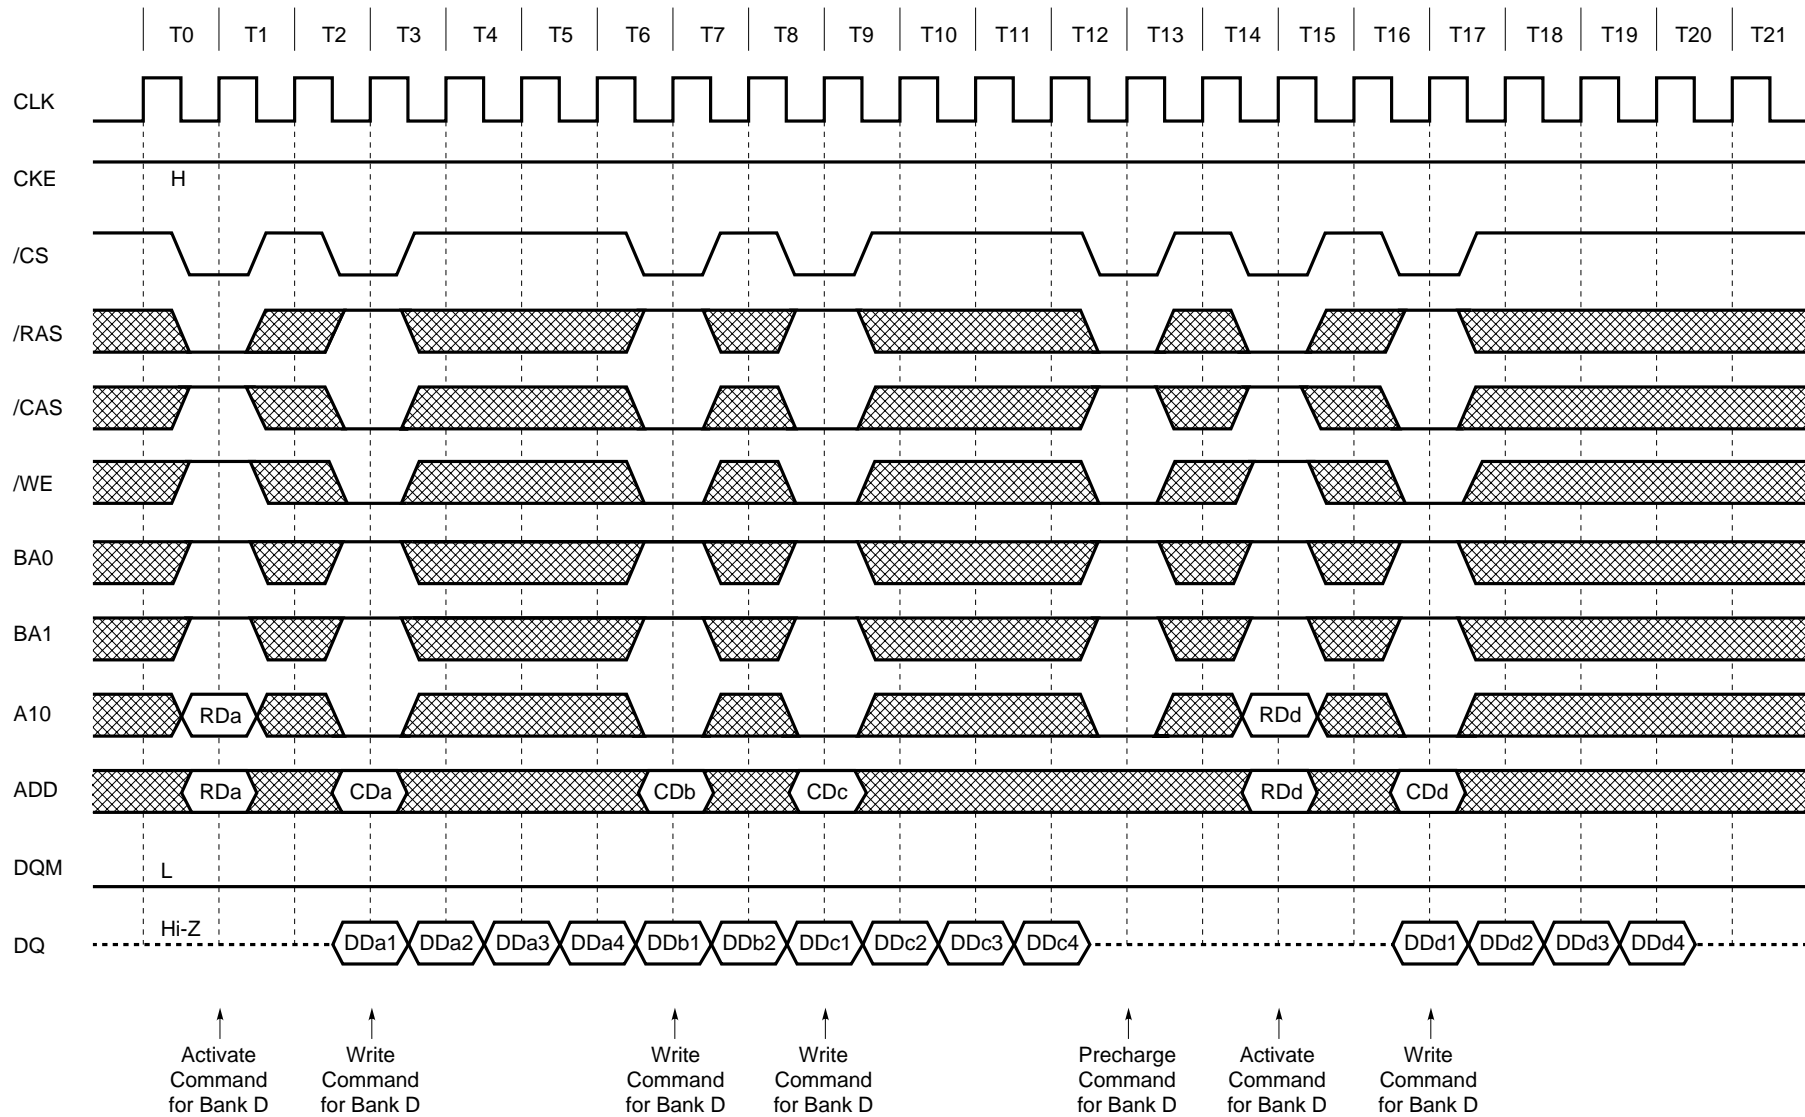 T0 T1 T2 T3 T4 T5 T6 T7 T8 T9 T10 T11 T12 T13 T14 T15 T16 T17 T18 T19 T20 T21
CLK
CKE H
/CS
/RAS
/CAS
/WE
BA0
BA1
A10 RDa RDd
ADD RDa CDa CDb CDc RDd CDd
DQM L
Hi-Z
DQ DDa1 DDa2 DDa3 DDa4 DDb1 DDb2 DDc1 DDc2 DDc3 DDc4 DDd1 DDd2 DDd3 DDd4
Activate
Command
for Bank D
Write
Command
for Bank D
Write
Command
for Bank D
Write
Command
for Bank D
Precharge
Command
for Bank D
Activate
Command
for Bank D
Write
Command
for Bank D